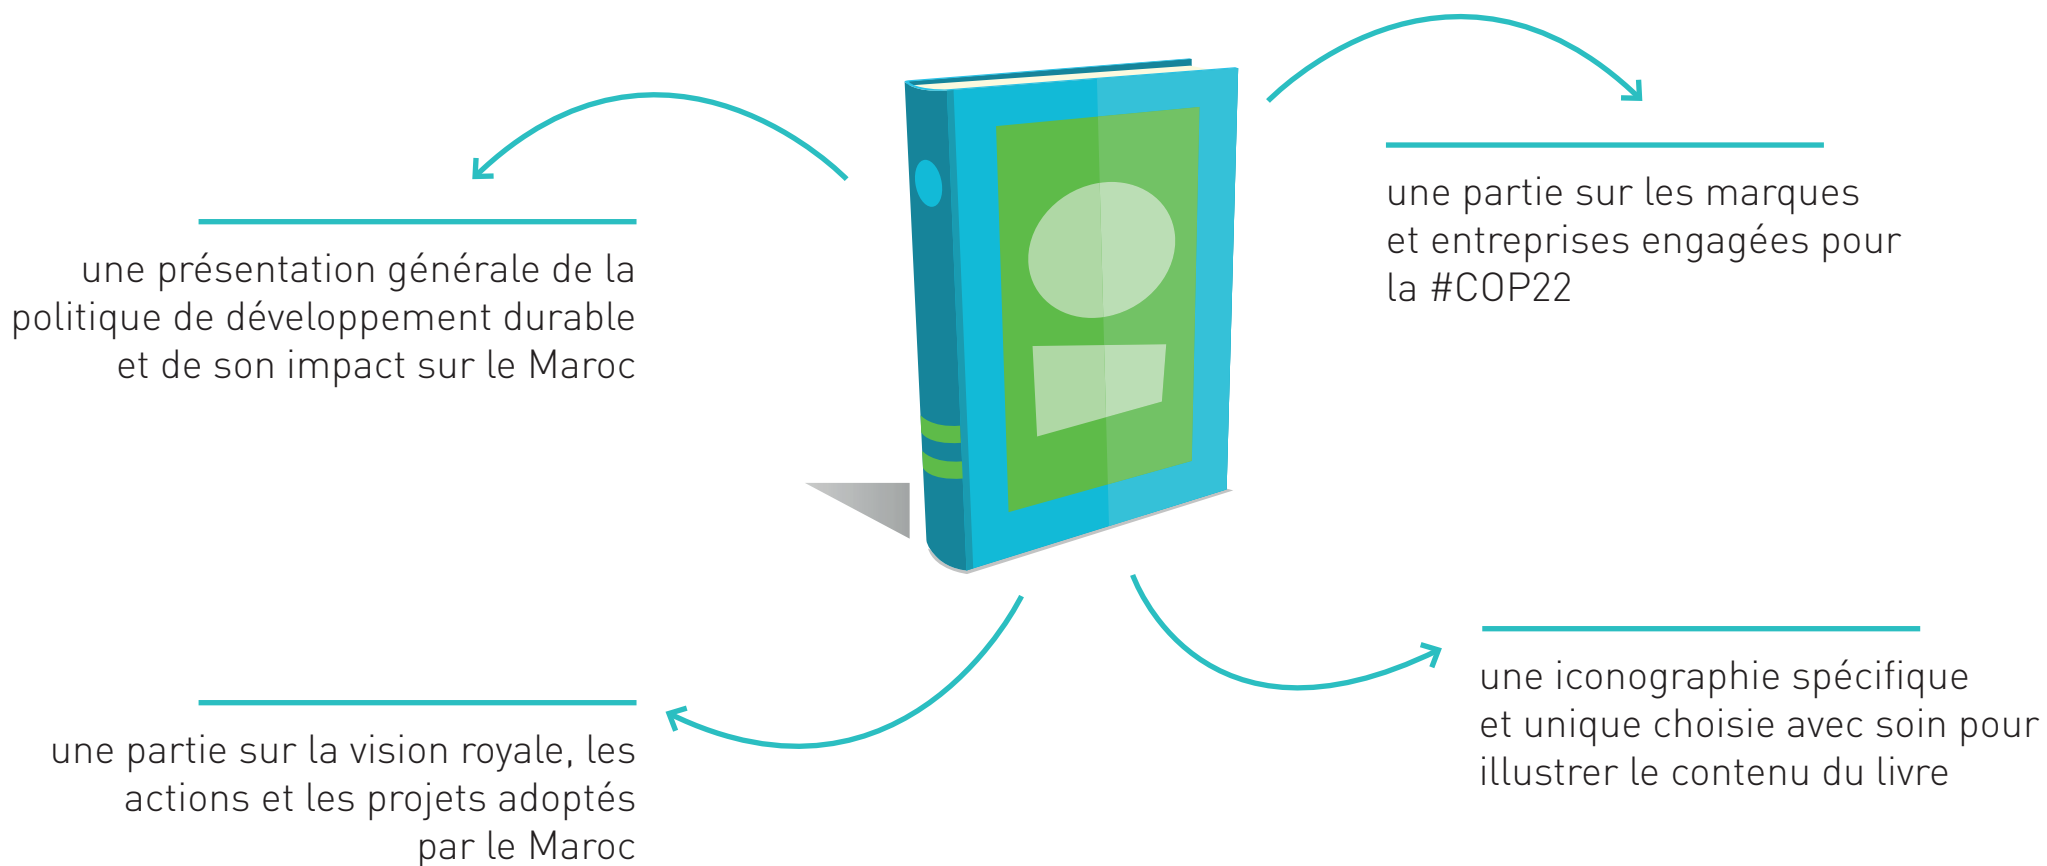 une présentation générale de la
politique de développement durable
et de son impact sur le Maroc
une partie sur les marques
et entreprises engagées pour
la #COP22
une partie sur la vision royale, les
actions et les projets adoptés
par le Maroc
une iconographie spécifique
et unique choisie avec soin pour
illustrer le contenu du livre